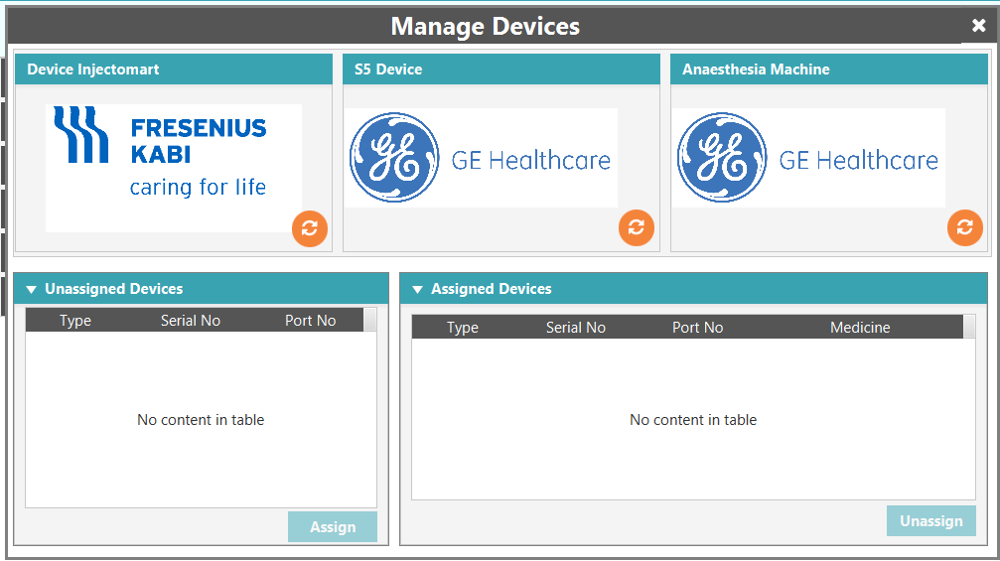 Manage Devices
Device Injectomart
S5 Device
Anaesthesia Machine
FRESENIUS
KABI
caring for life
GE
GE Healthcare
GE
GE Healthcare
Unassigned Devices
Assigned Devices
Type Serial No Port No
Type Serial No Port No Medicine
No content in table
No content in table
Assign
Unassign